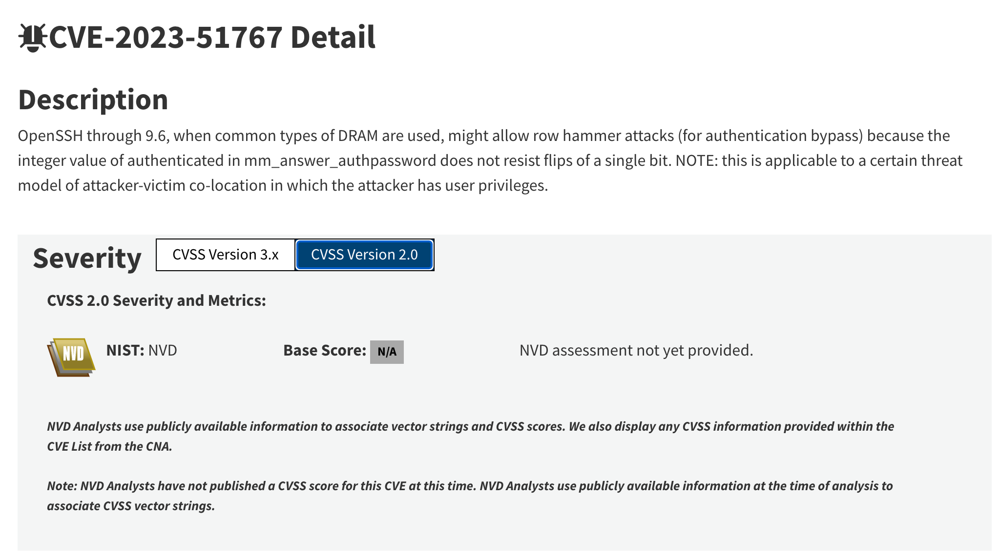 CVE-2023-51767 Detail
Description
OpenSSH through 9.6, when common types of DRAM are used, might allow row hammer attacks (for authentication bypass) because the
integer value of authenticated in mm_answer_authpassword does not resist flips of a single bit. NOTE: this is applicable to a certain threat
model of attacker-victim co-location in which the attacker has user privileges.
Severity CVSS Version 3.x CVSS Version 2.0
CVSS 2.0 Severity and Metrics:
NVD NIST: NVD Base Score: N/A NVD assessment not yet provided.
NVD Analysts use publicly available information to associate vector strings and CVSS scores. We also display any CVSS information provided within the
CVE List from the CNA.
Note: NVD Analysts have not published a CVSS score for this CVE at this time. NVD Analysts use publicly available information at the time of analysis to
associate CVSS vector strings.